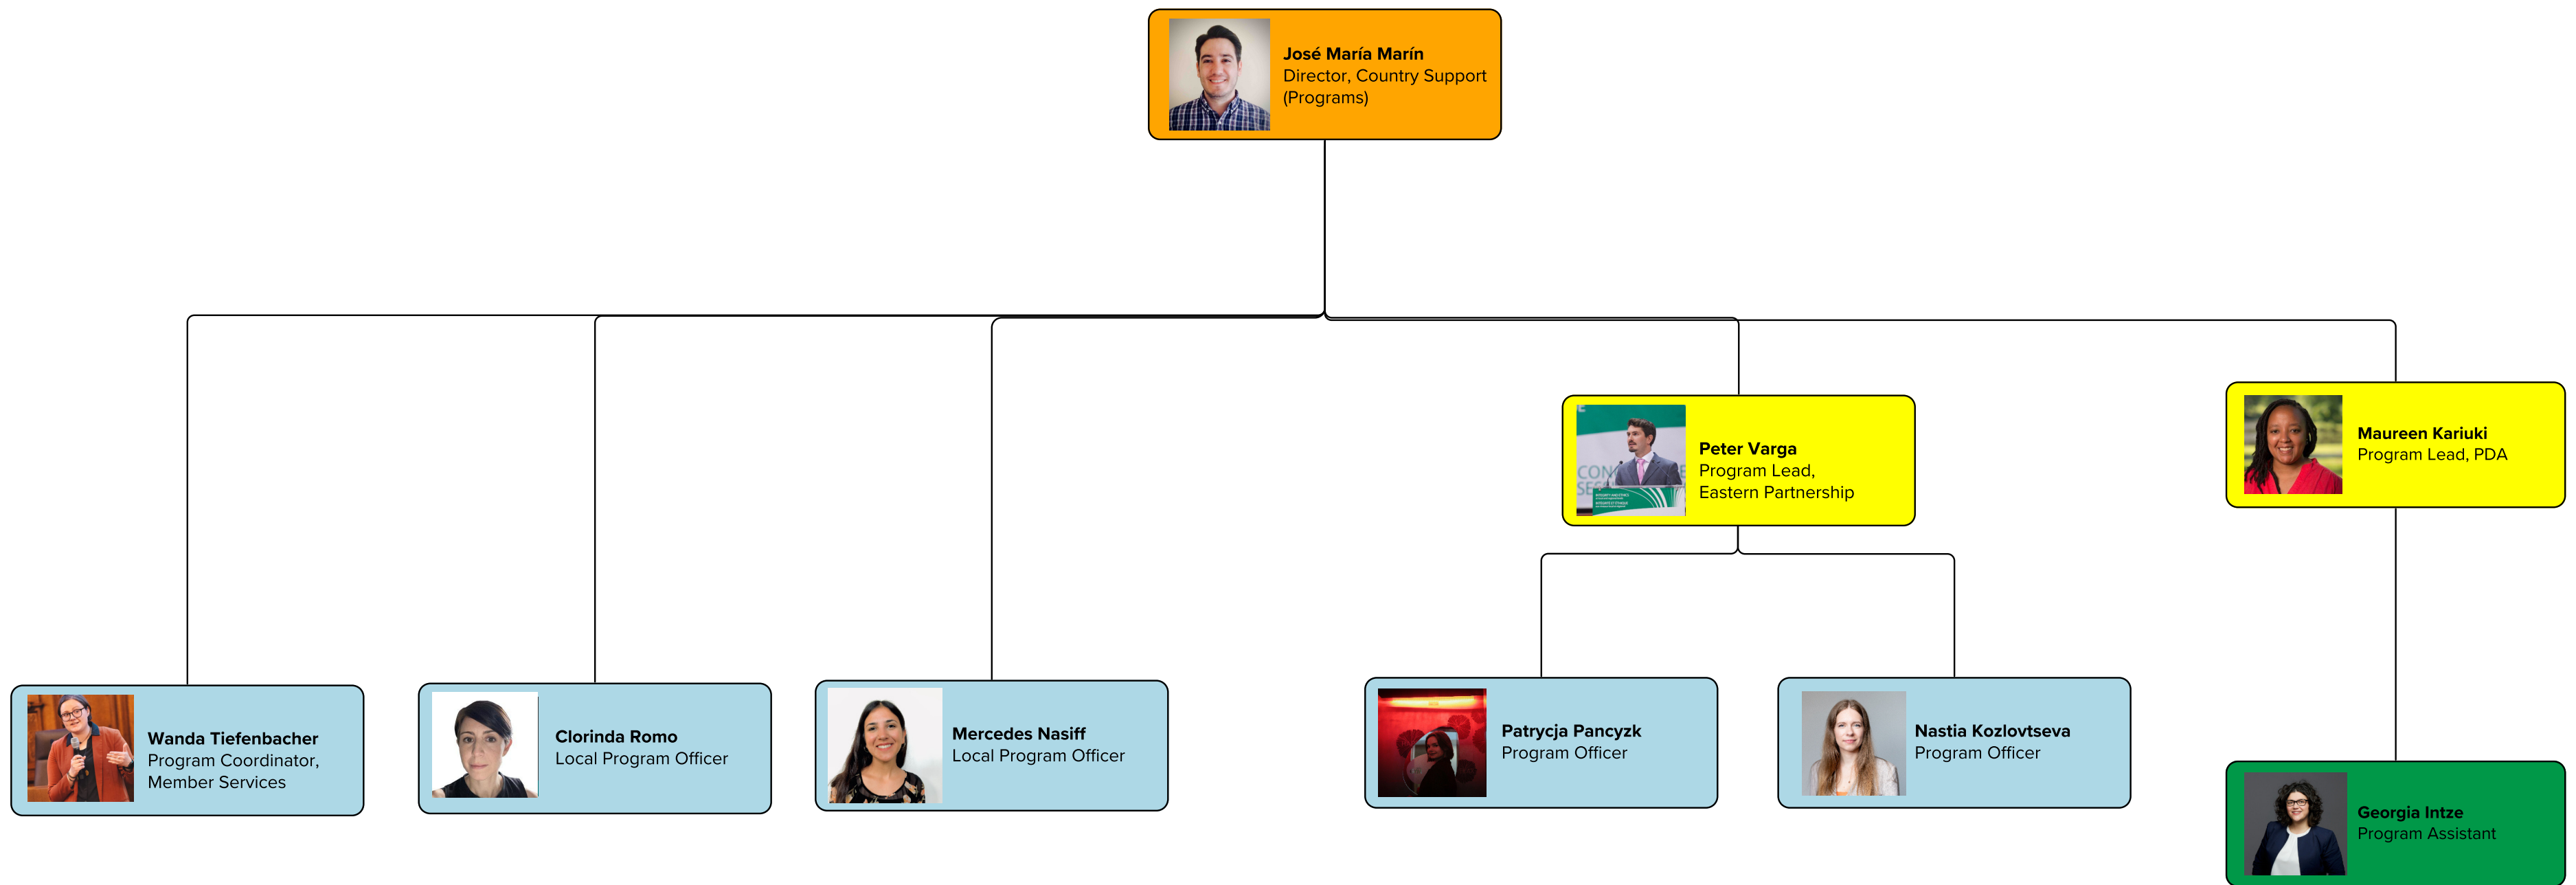 José María Marín
Director, Country Support
(Programs)
Peter Varga
Program Lead,
Eastern Partnership
Maureen Kariuki
Program Lead, PDA
Wanda Tiefenbacher
Program Coordinator,
Member Services
Clorinda Romo
Local Program Officer
Mercedes Nasiff
Local Program Officer
Patrycja Pancyzk
Program Officer
Nastia Kozlovtseva
Program Officer
Georgia Intze
Program Assistant